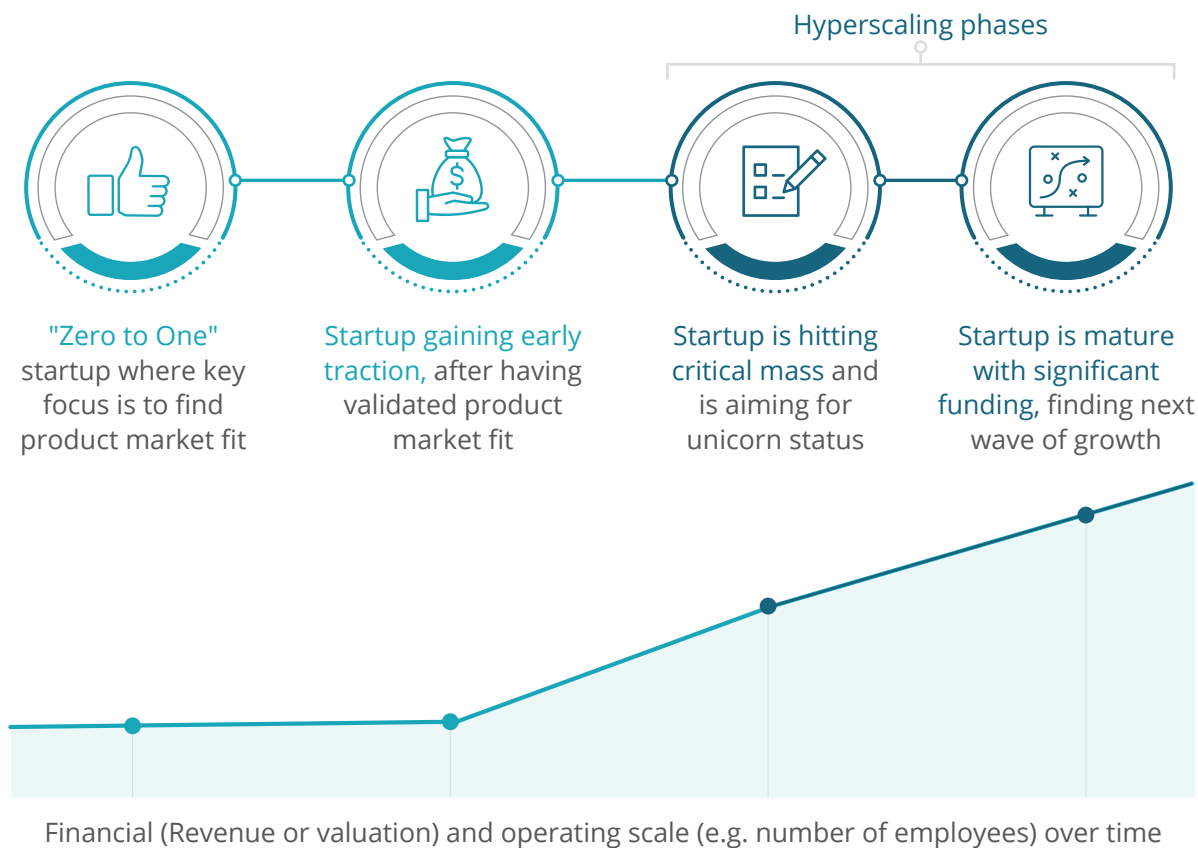 Hyperscaling phases
$
"Zero to One"
startup where key
focus is to find
product market fit
Startup gaining early
traction, after having
validated product
market fit
Startup is hitting
critical mass and
is aiming for
unicorn status
Startup is mature
with significant
funding, finding next
wave of growth
Financial (Revenue or valuation) and operating scale (e.g. number of employees) over time